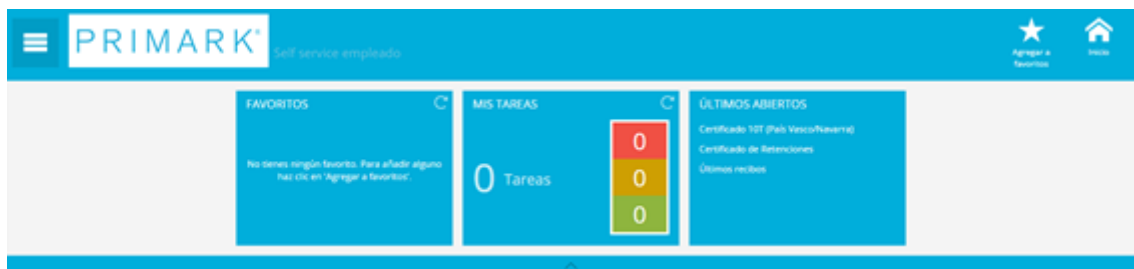 PRIMARK®
Self service empleado
Agregar a
favoritos
Inicio
FAVORITOS
No tienes ningún favorito. Para añadir alguno
haz clic en 'Agregar a favoritos'.
MIS TAREAS
0 Tareas
0
0
0
ÚLTIMOS ABIERTOS
Certificado 10T (País Vasco/Navarra)
Certificado de Retenciones
Últimos recibos